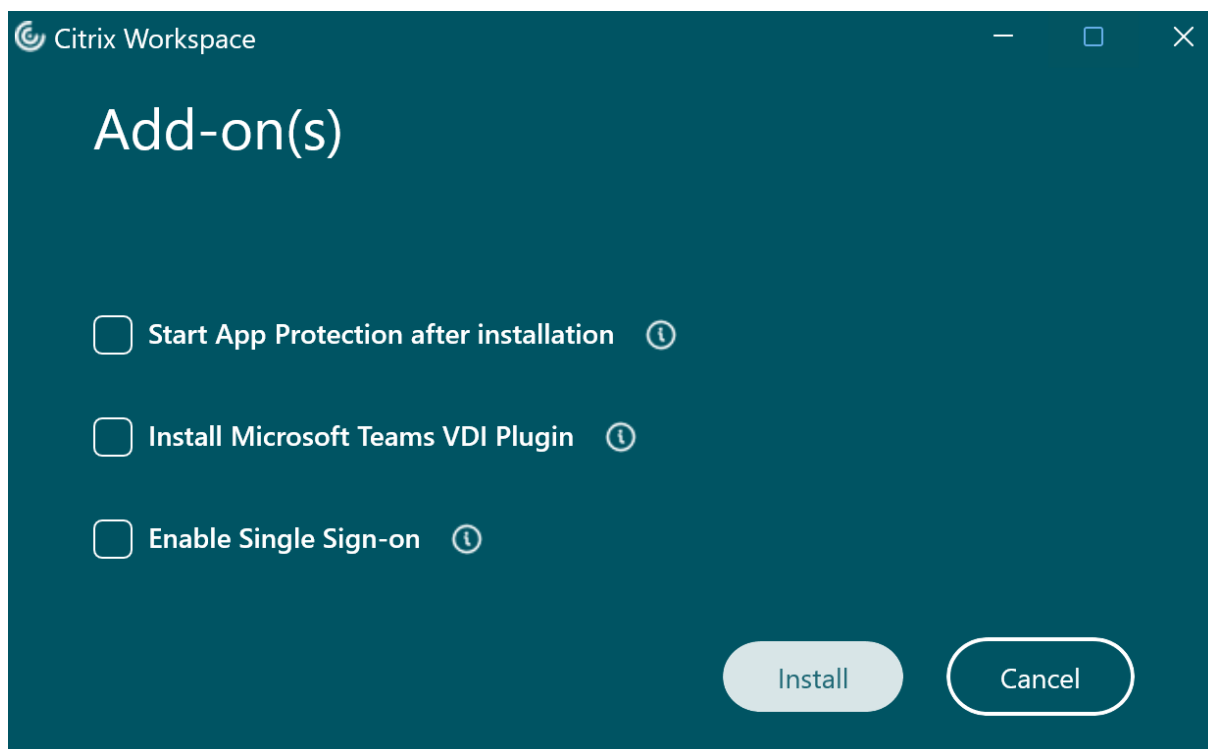 Citrix Workspace
Add-on(s)
Start App Protection after installation
Install Microsoft Teams VDI Plugin
Enable Single Sign-on
Install Cancel